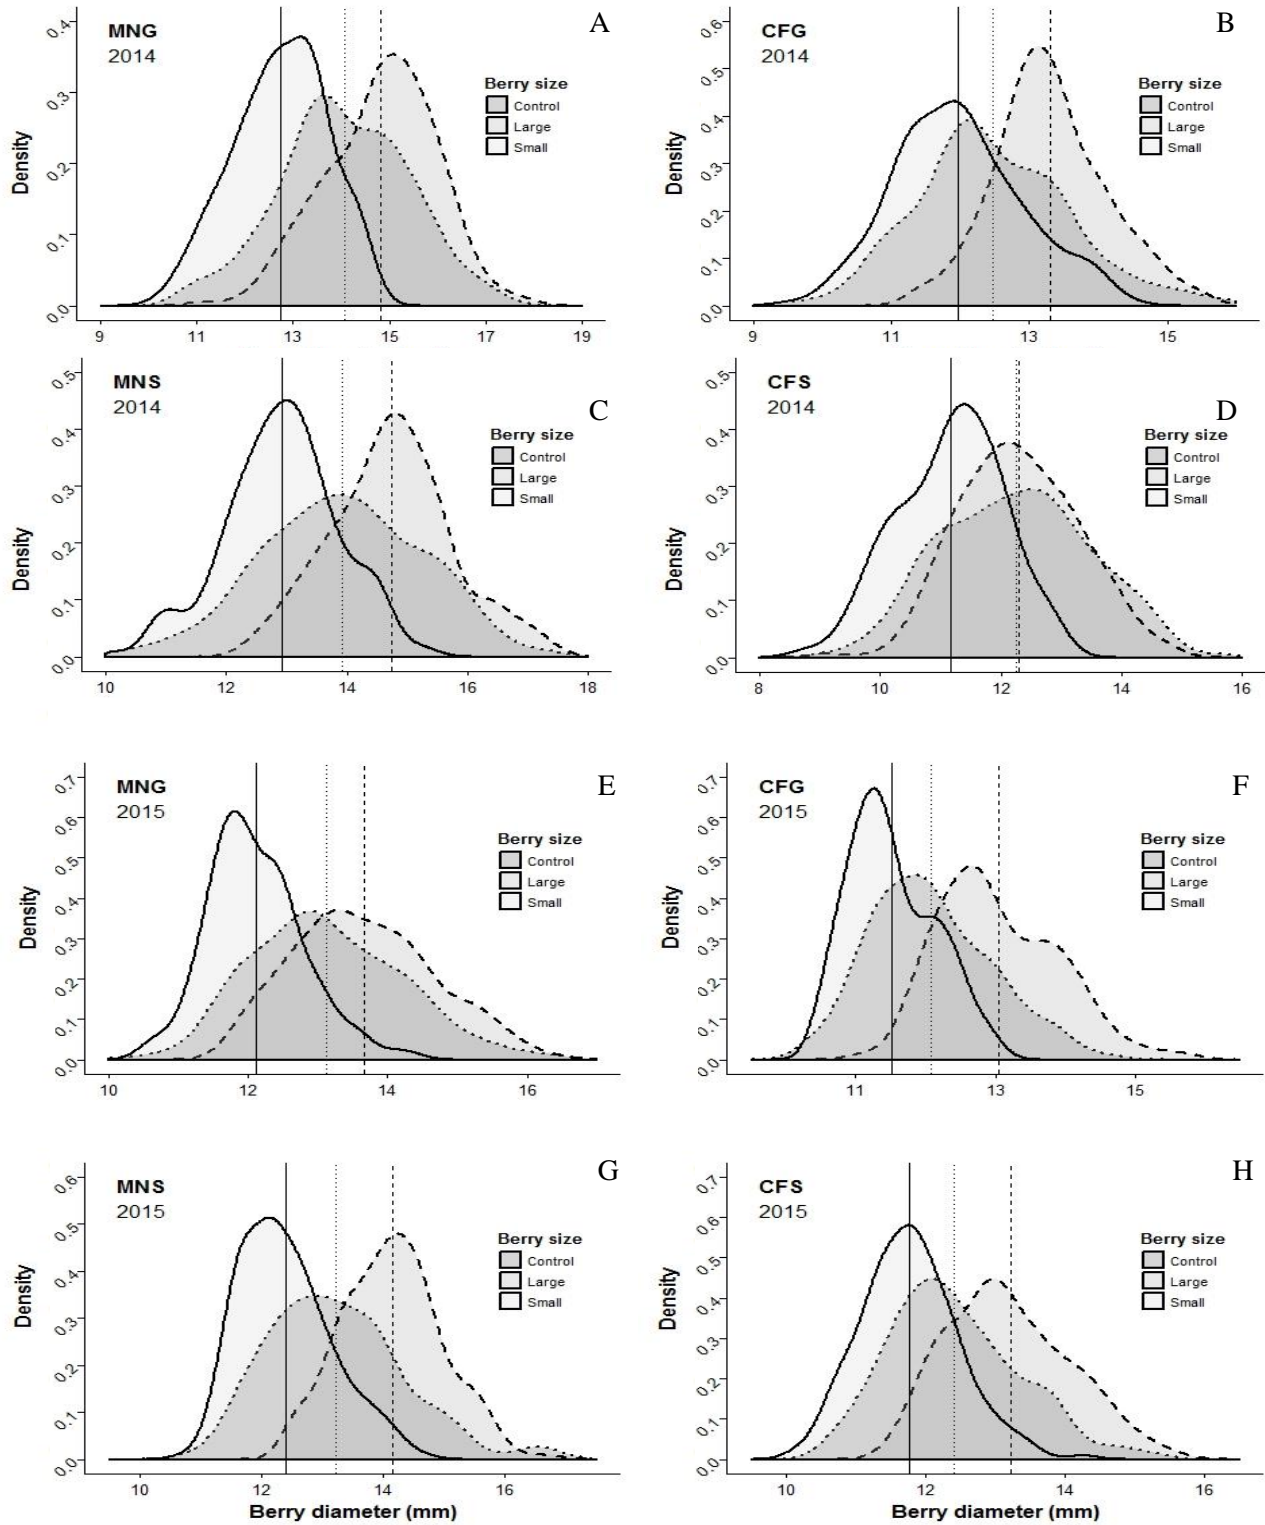 MNG
2014
A
Berry size
Control
Large
Small
Density
0.0
0.1
0.2
0.3
0.4
9 11 13 15 17 19
CFG
2014
B
Berry size
Control
Large
Small
Density
0.0
0.1
0.2
0.3
0.4
0.5
0.6
9 11 13 15
MNS
2014
C
Berry size
Control
Large
Small
Density
0.0
0.1
0.2
0.3
0.4
0.5
10 12 14 16 18
CFS
2014
D
Berry size
Control
Large
Small
Density
0.0
0.1
0.2
0.3
0.4
0.5
8 10 12 14 16
MNG
2015
E
Berry size
Control
Large
Small
Density
0.0
0.1
0.2
0.3
0.4
0.5
0.6
0.7
10 12 14 16
CFG
2015
F
Berry size
Control
Large
Small
Density
0.0
0.1
0.2
0.3
0.4
0.5
0.6
0.7
11 13 15
MNS
2015
G
Berry size
Control
Large
Small
Density
0.0
0.1
0.2
0.3
0.4
0.5
0.6
10 12 14 16
Berry diameter (mm)
CFS
2015
H
Berry size
Control
Large
Small
Density
0.0
0.1
0.2
0.3
0.4
0.5
0.6
0.7
10 12 14 16
Berry diameter (mm)